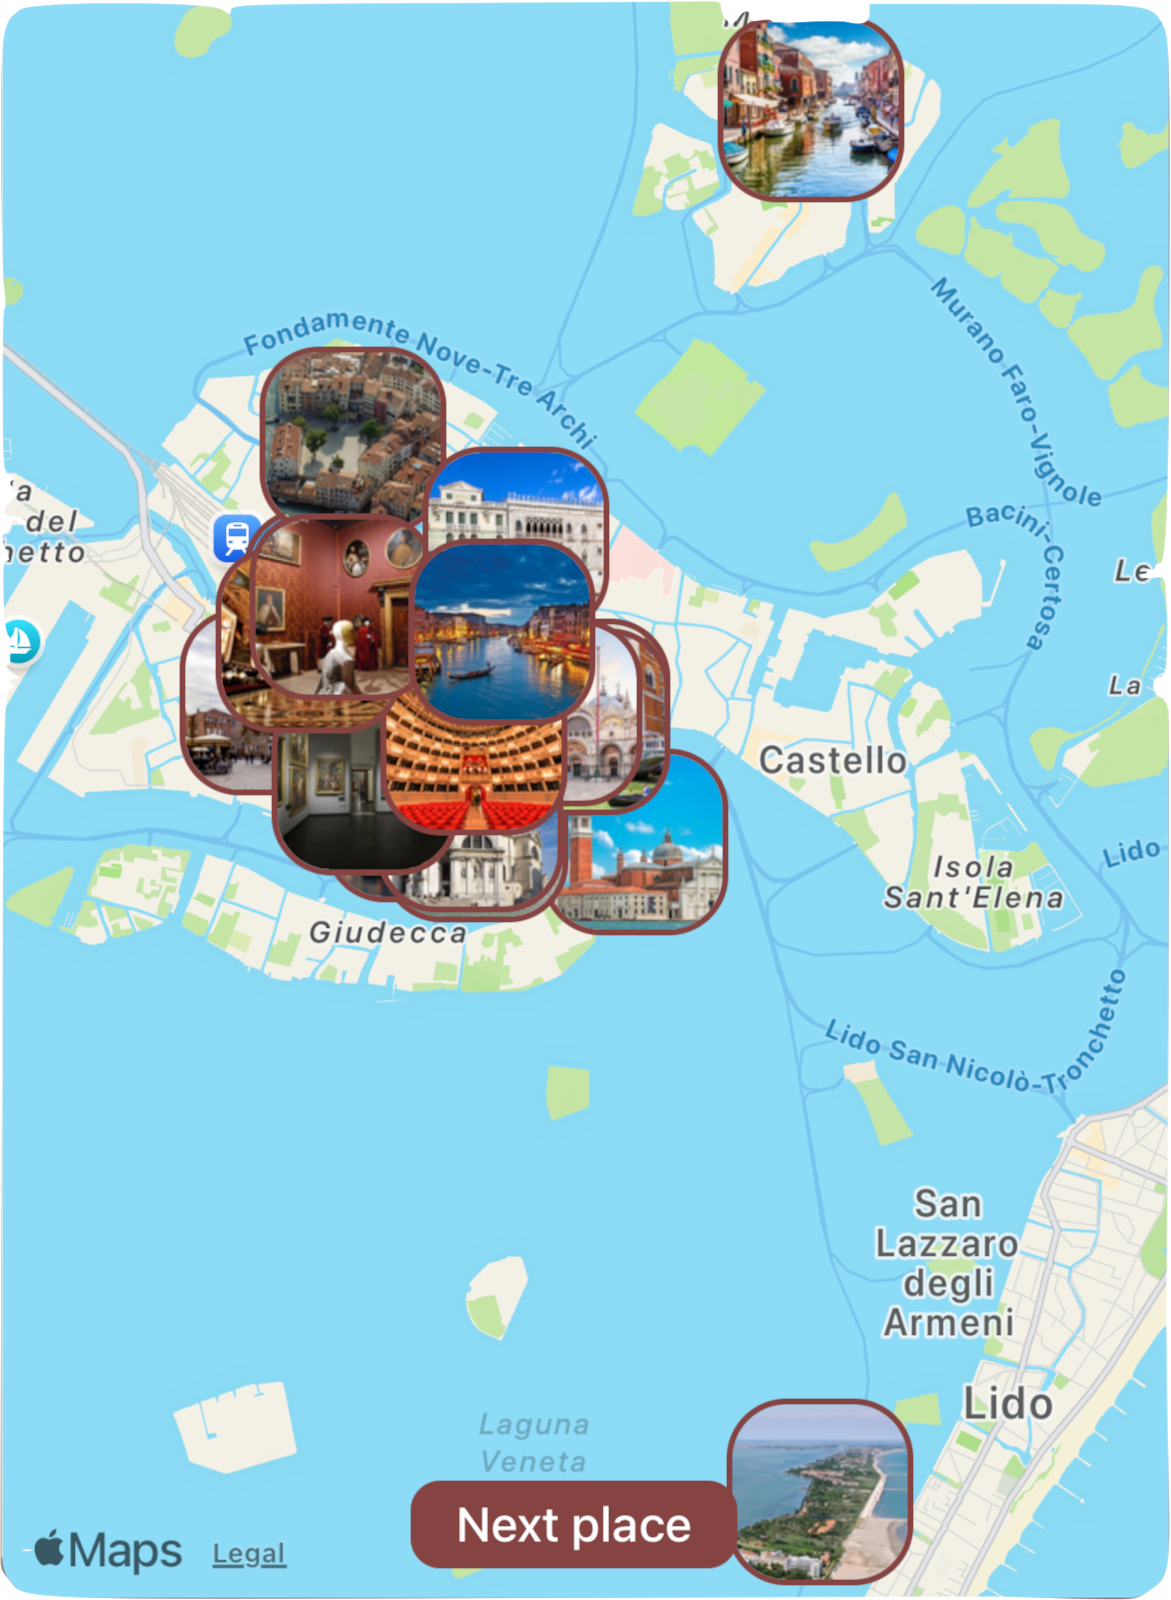 Fondamente Nove-Tre Archi
Murano Faro-Vignole
del
Bacini-Certosa
Le
La
Castello
Isola
Sant'Elena
Lido
Giudecca
Lido San Nicolò-Tronchetto
San
Lazzaro
degli
Armeni
Lido
Laguna
Veneta
Next place
Maps
Legal